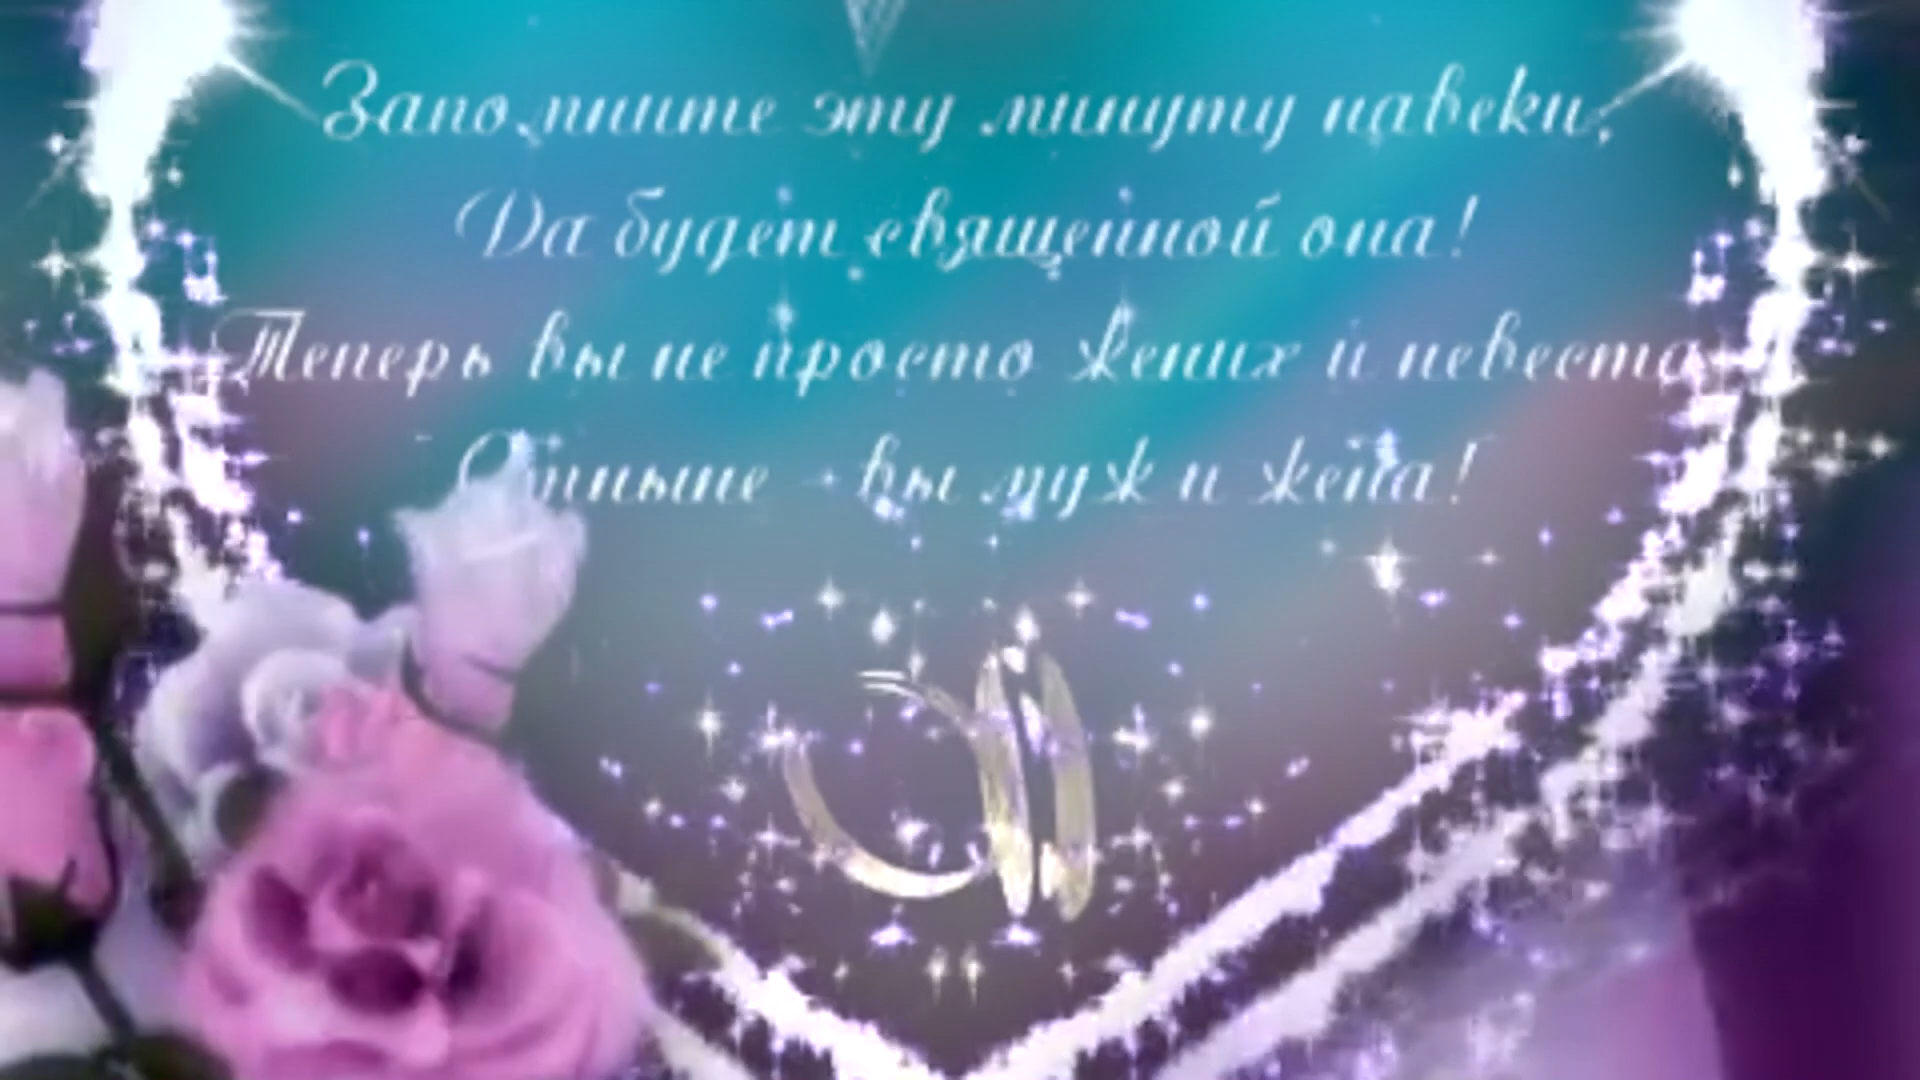 Запомните эту минуту навеки,
Да будет священной она!
Теперь вы не просто жених и невеста
Отныне - вы муж и жена!